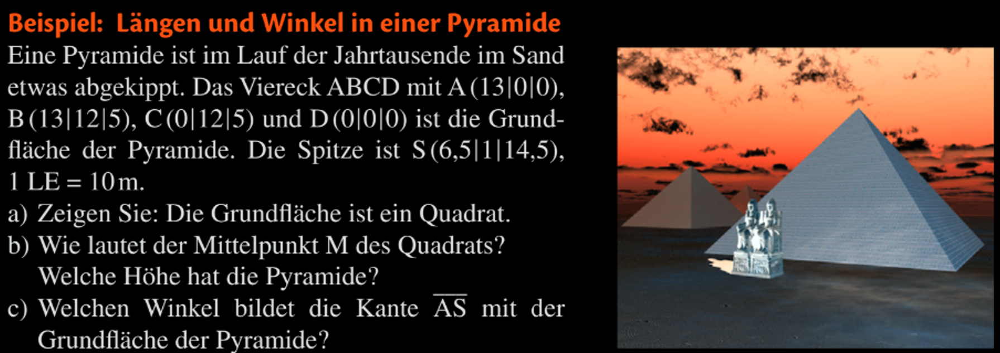 Beispiel: Längen und Winkel in einer Pyramide
Eine Pyramide ist im Lauf der Jahrtausende im Sand
etwas abgekippt. Das Viereck ABCD mit A(13|0|0),
B(13|12|5), C(0|12|5) und D(0|0|0) ist die Grund-
fläche der Pyramide. Die Spitze ist S(6,5|1|14,5),
1 LE = 10 m.
a) Zeigen Sie: Die Grundfläche ist ein Quadrat.
b) Wie lautet der Mittelpunkt M des Quadrats?
Welche Höhe hat die Pyramide?
c) Welchen Winkel bildet die Kante A̅S̅ mit der
Grundfläche der Pyramide?